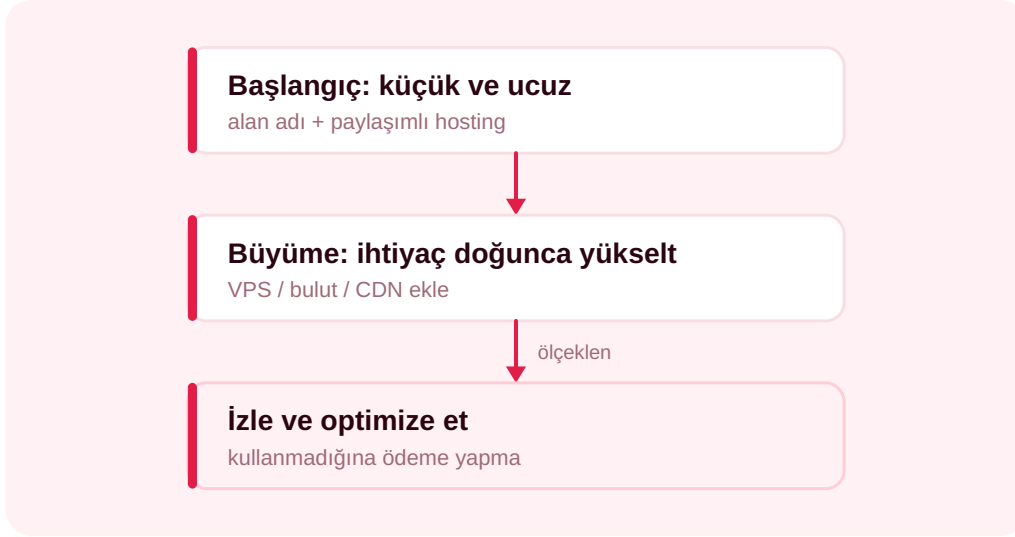 Başlangıç: küçük ve ucuz
alan adı + paylaşımlı hosting
Büyüme: ihtiyaç doğunca yükselt
VPS / bulut / CDN ekle
ölçeklen
İzle ve optimize et
kullanmadığına ödeme yapma